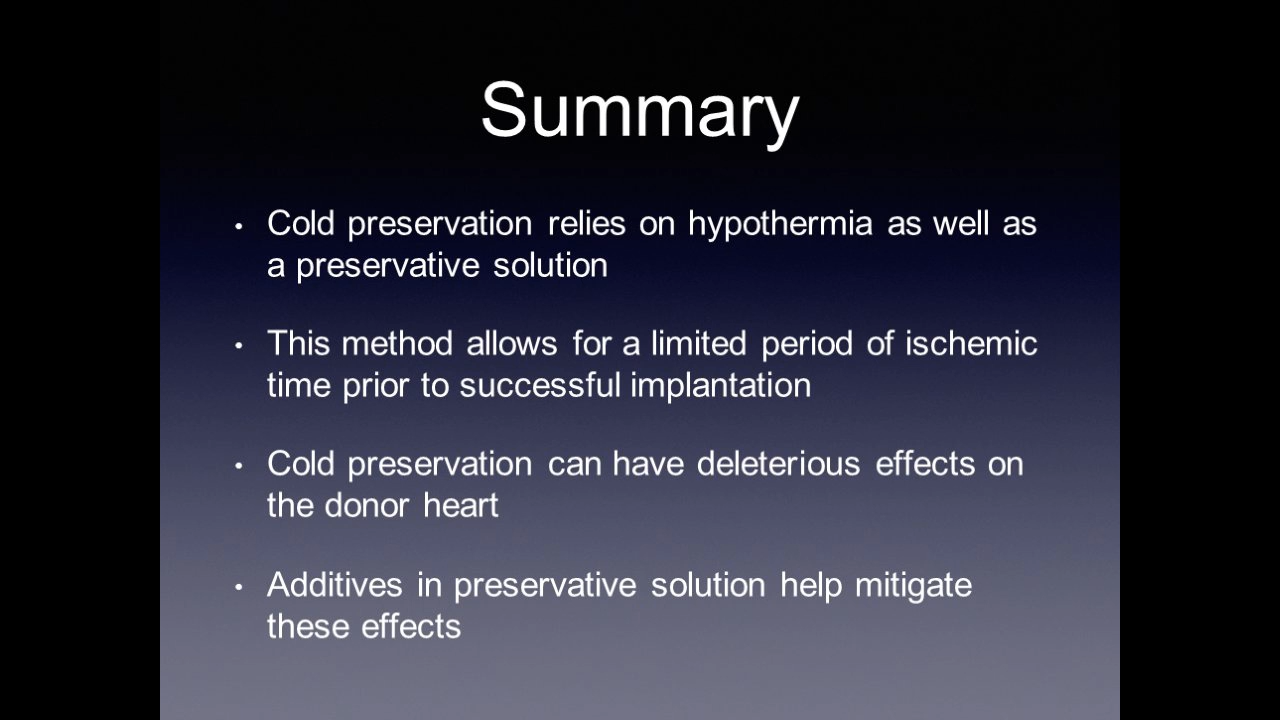 Summary
• Cold preservation relies on hypothermia as well as
a preservative solution
• This method allows for a limited period of ischemic
time prior to successful implantation
• Cold preservation can have deleterious effects on
the donor heart
• Additives in preservative solution help mitigate
these effects